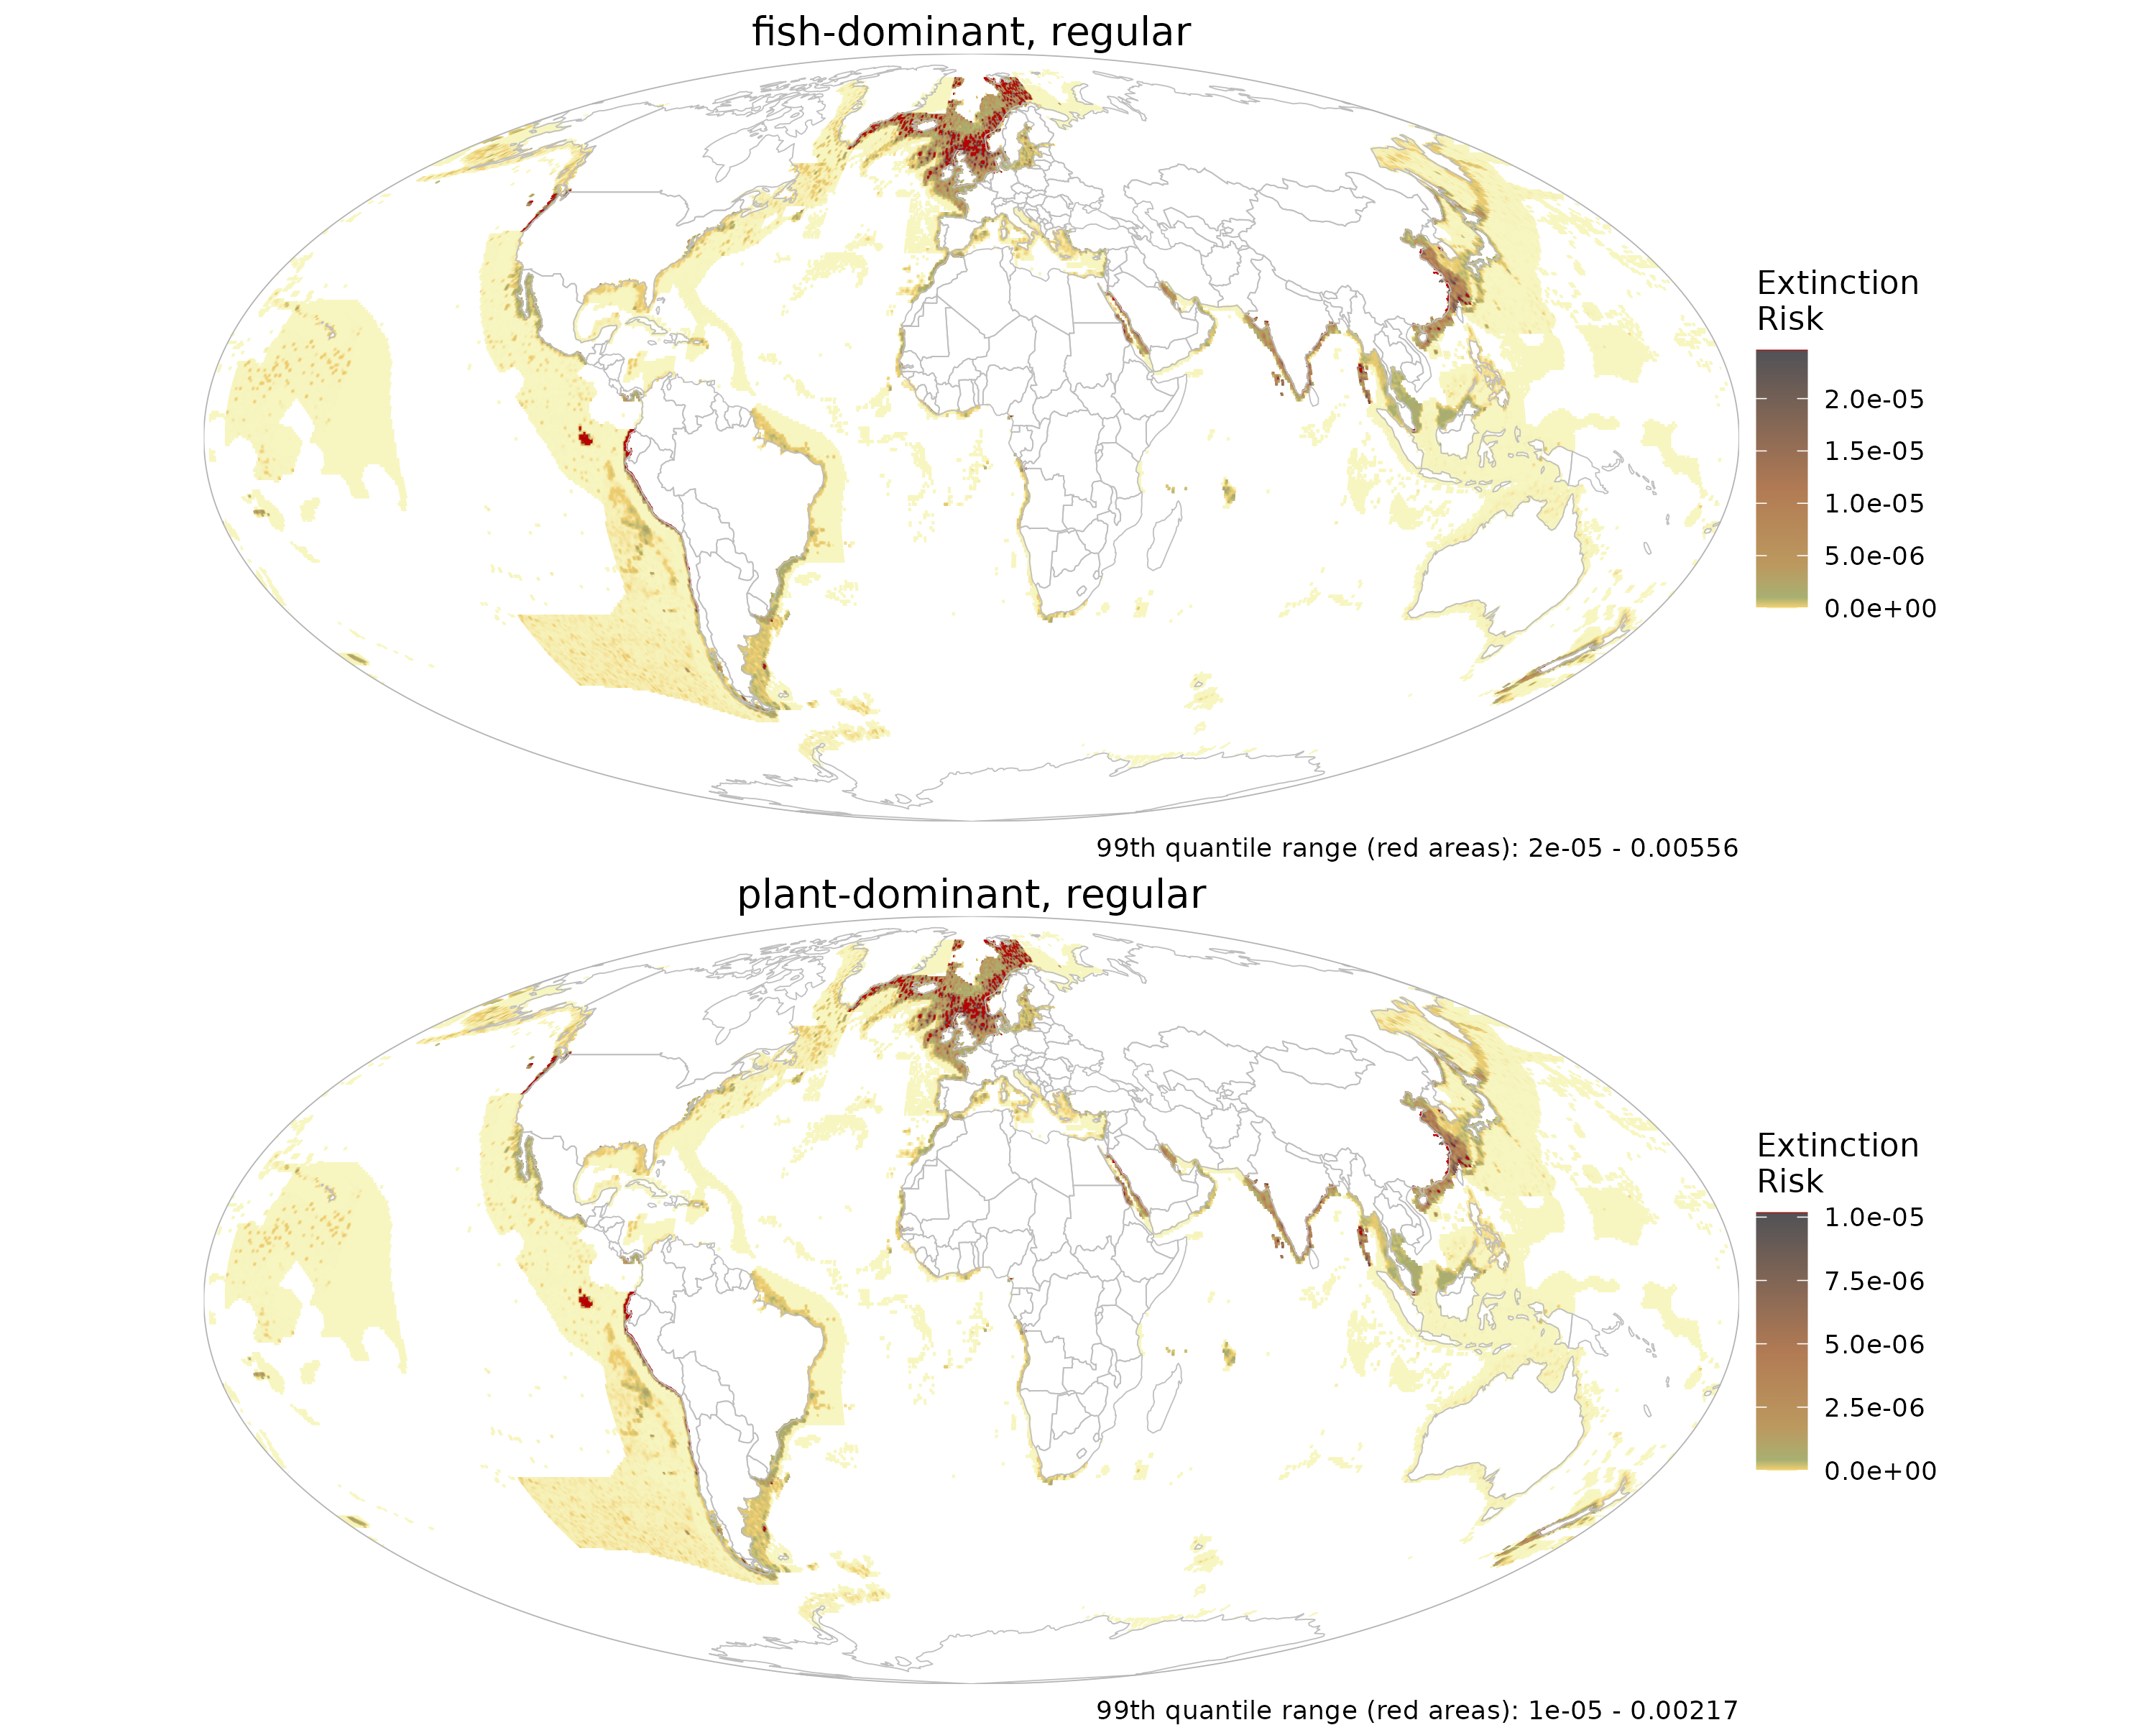 fish-dominant, regular
Extinction
Risk
2.0e-05
1.5e-05
1.0e-05
5.0e-06
0.0e+00
99th quantile range (red areas): 2e-05 - 0.00556
plant-dominant, regular
Extinction
Risk
1.0e-05
7.5e-06
5.0e-06
2.5e-06
0.0e+00
99th quantile range (red areas): 1e-05 - 0.00217